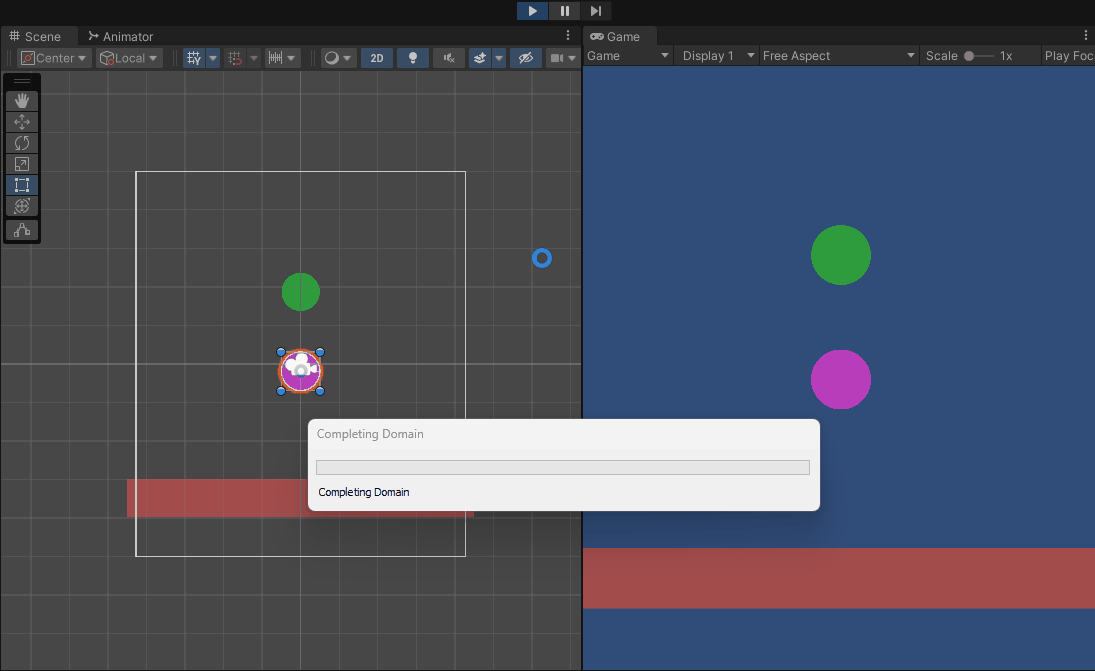 Scene
Animator
Game
Center
Local
2D
Game
Display 1
Free Aspect
Scale
1x
Play Foc
Completing Domain
Completing Domain